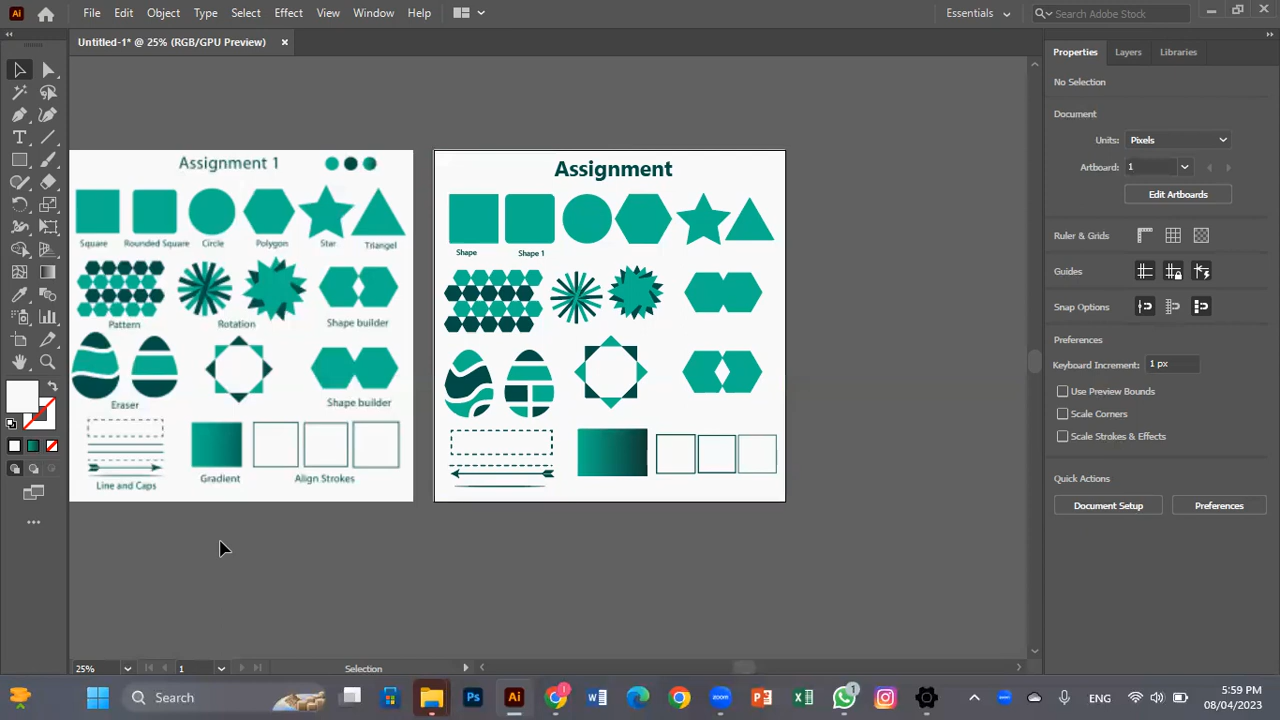 Ai
File Edit Object Type Select Effect View Window Help
Essentials
Search Adobe Stock
Untitled-1* @ 25% (RGB/GPU Preview)
Properties Layers Libraries
No Selection
Document
Units: Pixels
Artboard: 1
Edit Artboards
Ruler & Grids
Guides
Snap Options
Preferences
Keyboard Increment: 1 px
Use Preview Bounds
Scale Corners
Scale Strokes & Effects
Quick Actions
Document Setup Preferences
Assignment 1
Square Rounded Square Circle Polygon Star Triangel
Pattern Rotation Shape builder
Eraser Shape builder
Line and Caps Gradient Align Strokes
Assignment
Shape Shape 1
25% 1 Selection
Search
Ps Ai
ENG
5:59 PM
08/04/2023